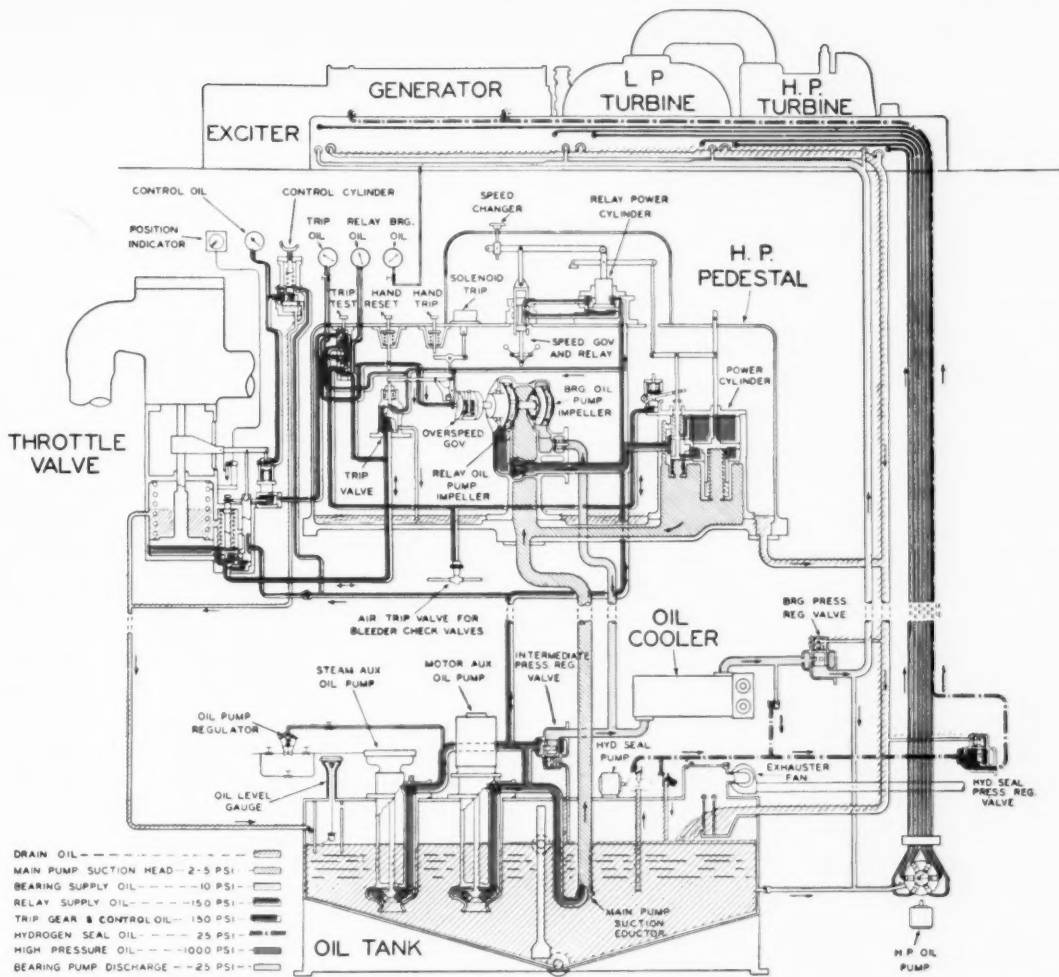 GENERATOR
L P
TURBINE
H. P.
TURBINE
EXCITER
CONTROL OIL
CONTROL CYLINDER
POSITION
INDICATOR
TRIP
OIL
RELAY
OIL
BRG.
OIL
SPEED
CHANGER
RELAY POWER
CYLINDER
H. P.
PEDESTAL
TRIP
TEST
HAND
RESET
HAND
TRIP
SOLENOID
TRIP
SPEED GOV
AND RELAY
POWER
CYLINDER
BRG OIL
PUMP
IMPELLER
OVERSPEED
GOV
THROTTLE
VALVE
TRIP
VALVE
RELAY OIL
PUMP
IMPELLER
AIR TRIP VALVE FOR
BLEEDER CHECK VALVES
BRG PRESS.
REG. VALVE
OIL
COOLER
STEAM AUX
OIL PUMP
MOTOR AUX
OIL PUMP
INTERMEDIATE
PRESS REG.
VALVE
OIL PUMP
REGULATOR
HYD SEAL
PUMP
EXHAUSTER
FAN
HYD SEAL
PRESS REG.
VALVE
OIL LEVEL
GAUGE
DRAIN OIL
MAIN PUMP SUCTION HEAD -- 2-5 PSI
BEARING SUPPLY OIL -- 10 PSI
RELAY SUPPLY OIL -- 150 PSI
TRIP GEAR & CONTROL OIL -- 150 PSI
HYDROGEN SEAL OIL -- 25 PSI
HIGH PRESSURE OIL -- 1000 PSI
BEARING PUMP DISCHARGE -- 25 PSI
OIL TANK
MAIN PUMP
SUCTION
EDUCTOR
H.P. OIL
PUMP